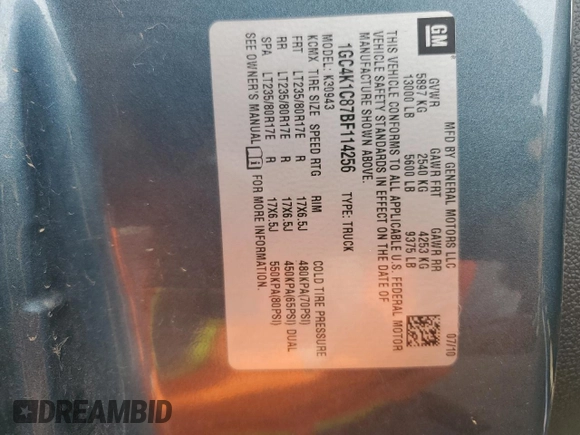 GM
MFD BY GENERAL MOTORS LLC 07/10
GVWR GAWR FRT GAWR RR
5897 KG 2540 KG 4253 KG
13000 LB 5600 LB 9375 LB
THIS VEHICLE CONFORMS TO ALL APPLICABLE U.S. FEDERAL MOTOR
VEHICLE SAFETY STANDARDS IN EFFECT ON THE DATE OF
MANUFACTURE SHOWN ABOVE.
1GC4K1C87BF114256 TYPE: TRUCK
MODEL: K30943
KCMX TIRE SIZE SPEED RTG RIM COLD TIRE PRESSURE
FRT LT235/80R17E R 17X6.5J 480KPA(70PSI)
RR LT235/80R17E R 17X6.5J 450KPA(65PSI) DUAL
SPA LT235/80R17E R 17X6.5J 550KPA(80PSI)
SEE OWNER'S MANUAL FOR MORE INFORMATION.
DREAMBID